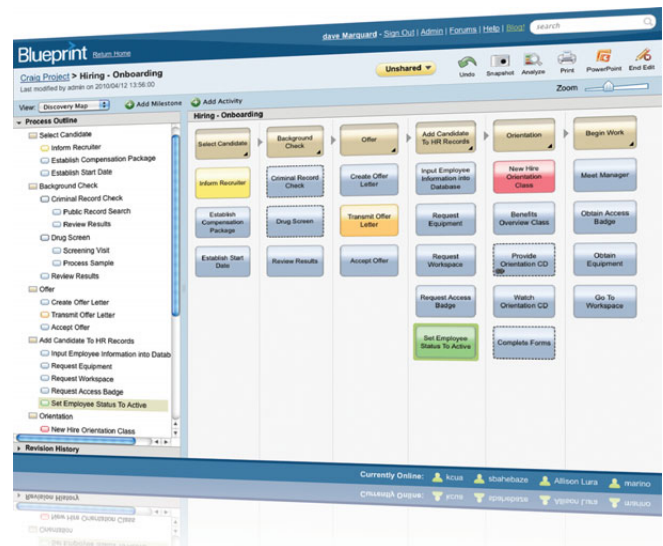 dave Marquard - Sign Out | Admin | Forums | Help | Blog!
search
Blueprint Return Home
Craig Project > Hiring - Onboarding
Last modified by admin on 2010/04/12 13:56:00
Unshared
Undo
Snapshot
Analyze
Print
PowerPoint
End Edit
Zoom
View: Discovery Map
Add Milestone
Add Activity
Process Outline
Select Candidate
Inform Recruiter
Establish Compensation Package
Establish Start Date
Background Check
Criminal Record Check
Public Record Search
Review Results
Drug Screen
Screening Visit
Process Sample
Review Results
Offer
Create Offer Letter
Transmit Offer Letter
Accept Offer
Add Candidate To HR Records
Input Employee Information into Datab
Request Equipment
Request Workspace
Request Access Badge
Set Employee Status To Active
Orientation
New Hire Orientation Class
Revision History
Hiring - Onboarding
Select Candidate
Inform Recruiter
Establish
Compensation
Package
Establish Start
Date
Background
Check
Criminal Record
Check
Drug Screen
Review Results
Offer
Create Offer
Letter
Transmit Offer
Letter
Accept Offer
Add Candidate
To HR Records
Input Employee
Information into
Database
Request
Equipment
Request
Workspace
Request Access
Badge
Set Employee
Status To Active
Orientation
New Hire
Orientation
Class
Benefits
Overview Class
Provide
Orientation CD
Watch
Orientation CD
Complete Forms
Begin Work
Meet Manager
Obtain Access
Badge
Obtain
Equipment
Go To
Workspace
Currently Online:
kcua
sbahebaze
Allison Lura
marino